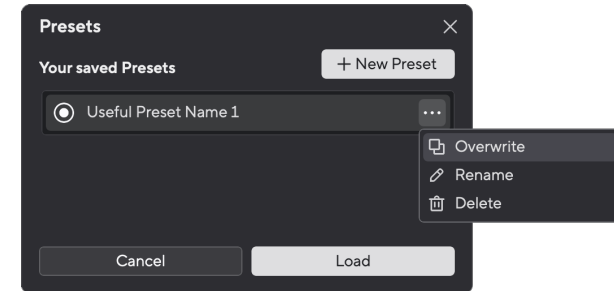 Presets
Your saved Presets
+ New Preset
Useful Preset Name 1
Overwrite
Rename
Delete
Cancel
Load